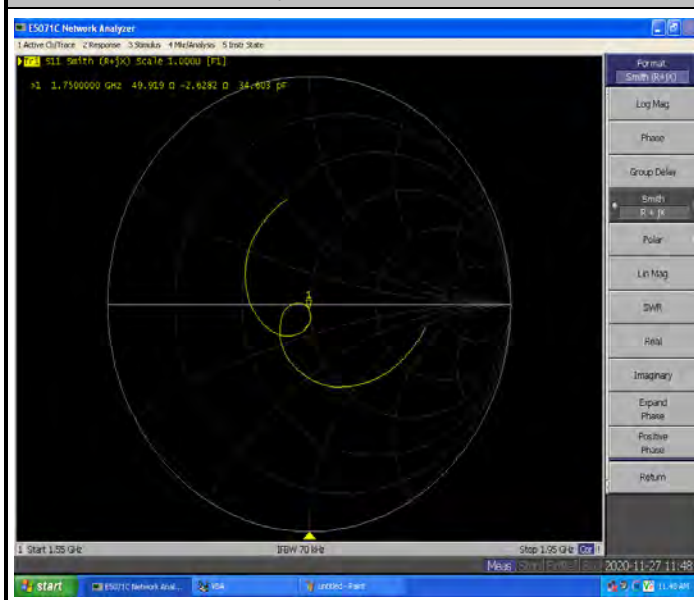 E5071C Network Analyzer
1 Active Ch/Trace 2 Response 3 Stimulus 4 Mkr/Analysis 5 Instr State
Tr1 S11 Smith (R+jX) Scale 1.000U [F1]
>1 1.7500000 GHz 49.919 Ω -2.6282 Ω 34.603 pF
1
Format
Smith (R+jX)
Log Mag
Phase
Group Delay
Smith
R + jX
Polar
Lin Mag
SWR
Real
Imaginary
Expand
Phase
Positive
Phase
Return
1 Start 1.55 GHz IFBW 70 kHz Stop 1.95 GHz Cor !
Meas 2020-11-27 11:48
start E5071C Network Anal... untitled - Paint 11:48 AM